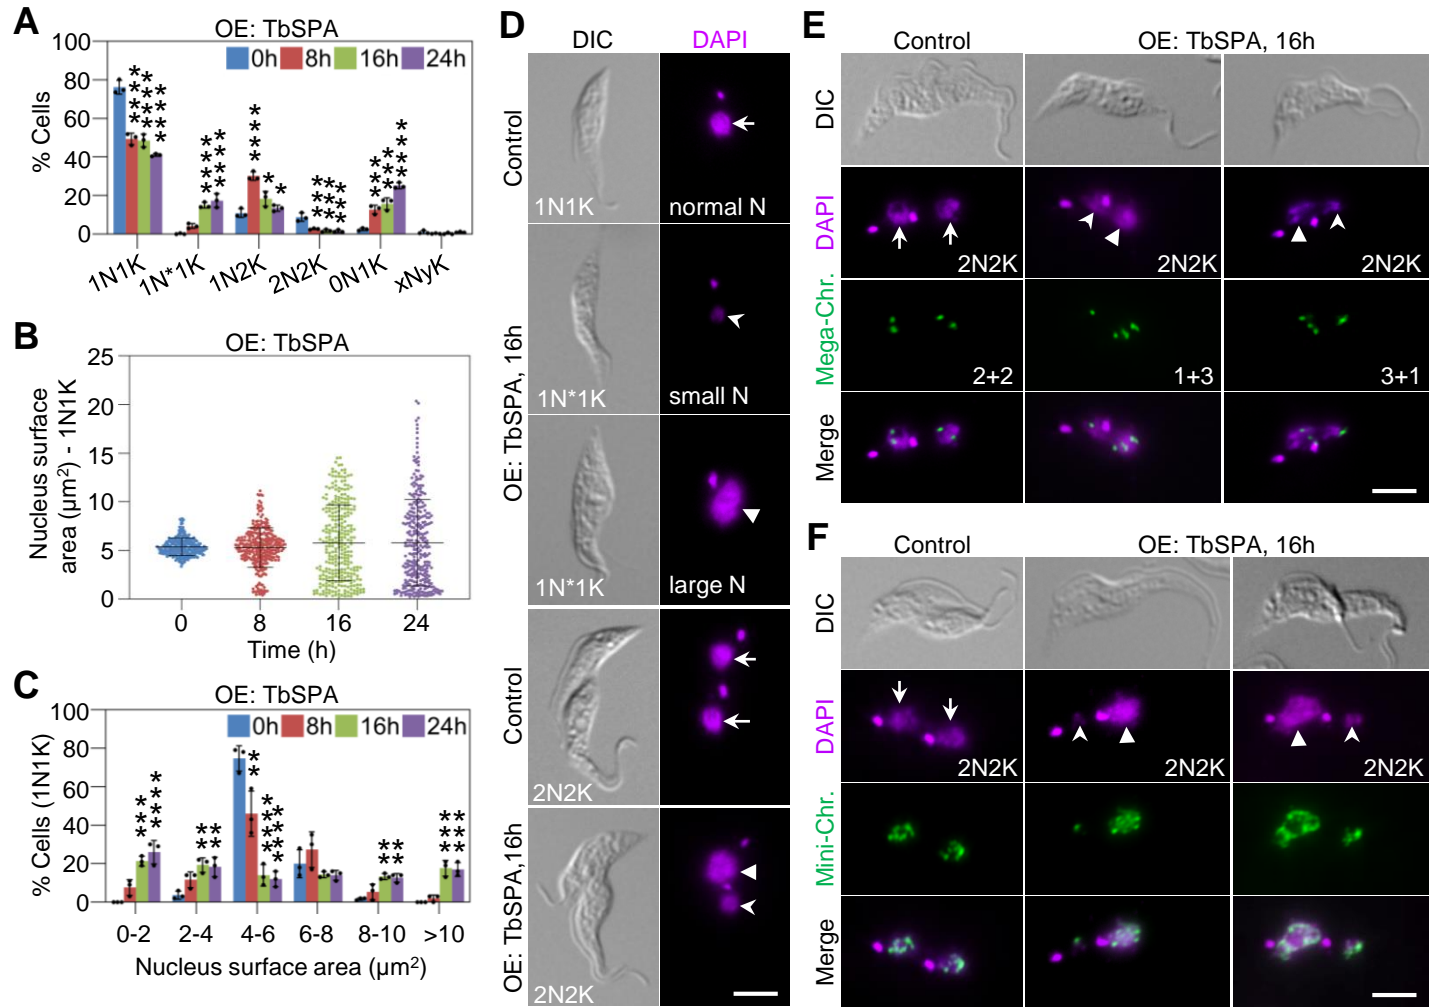 A
OE: TbSPA
0h 8h 16h 24h
% Cells
100
80
60
40
20
0
**** **** ****
**** ****
**** * *
*** *** ***
**** *** ****
1N1K 1N*1K 1N2K 2N2K 0N1K xNyK
B
OE: TbSPA
Nucleus surface
area (µm²) - 1N1K
25
20
15
10
5
0
0 8 16 24
Time (h)
C
OE: TbSPA
0h 8h 16h 24h
% Cells (1N1K)
100
80
60
40
20
0
*** ****
** **
** **** ****
** **
*** ***
0-2 2-4 4-6 6-8 8-10 >10
Nucleus surface area (µm²)
D
DIC DAPI
Control
1N1K normal N
OE: TbSPA, 16h
1N*1K small N
1N*1K large N
Control
2N2K
OE: TbSPA,16h
2N2K
E
Control OE: TbSPA, 16h
DIC
DAPI
2N2K 2N2K 2N2K
Mega-Chr.
2+2 1+3 3+1
Merge
F
Control OE: TbSPA, 16h
DIC
DAPI
2N2K 2N2K 2N2K
Mini-Chr.
Merge